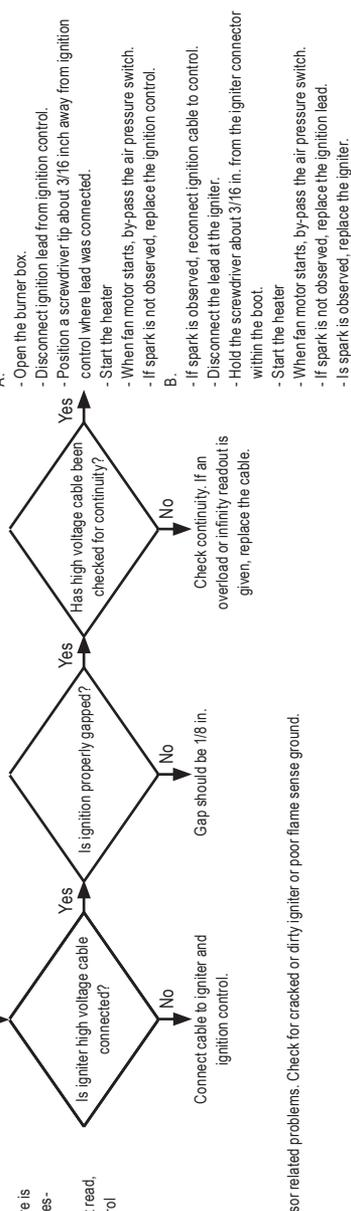 re is
es-
read,
rol
Is igniter high voltage cable
connected?
Yes
No
Connect cable to igniter and
ignition control.
Is ignition properly gapped?
Yes
No
Gap should be 1/8 in.
Has high voltage cable been
checked for continuity?
Yes
No
Check continuity. If an
overload or infinity readout is
given, replace the cable.
A.
- Open the burner box.
- Disconnect ignition lead from ignition control.
- Position a screwdriver tip about 3/16 inch away from ignition
control where lead was connected.
- Start the heater
- When fan motor starts, by-pass the air pressure switch.
- If spark is not observed, replace the ignition control.
B.
- If spark is observed, reconnect ignition cable to control.
- Disconnect the lead at the igniter.
- Hold the screwdriver about 3/16 in. from the igniter connector
within the boot.
- Start the heater
- When fan motor starts, by-pass the air pressure switch.
- If spark is not observed, replace the ignition lead.
- Is spark is observed, replace the igniter.
sor related problems. Check for cracked or dirty igniter or poor flame sense ground.